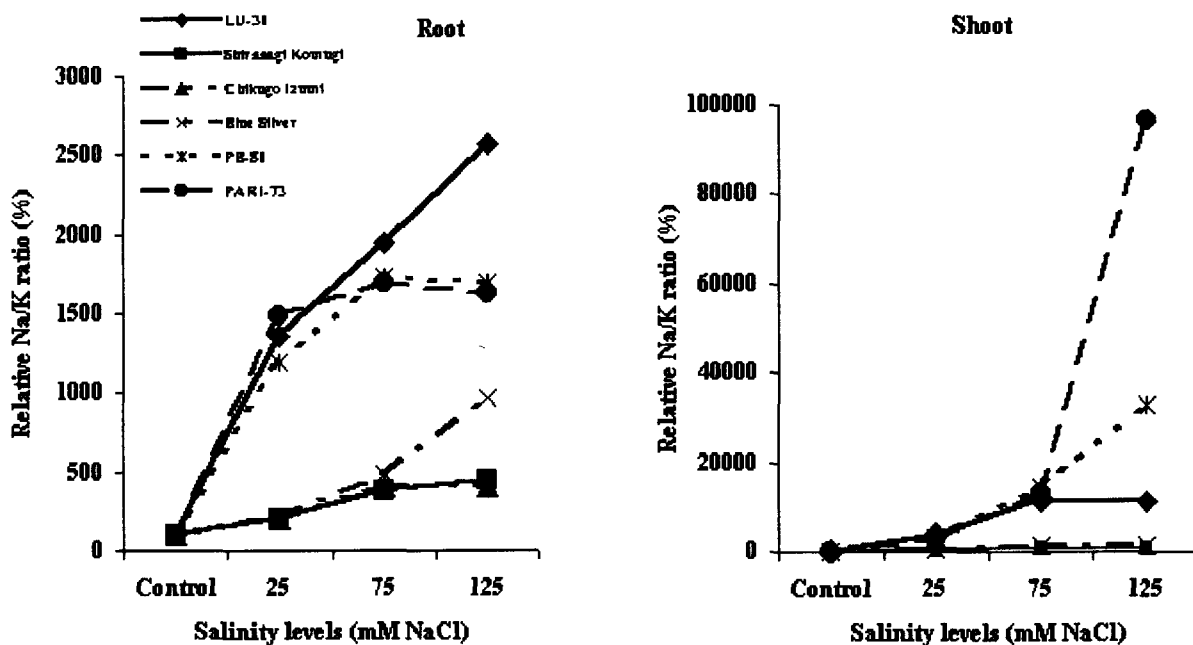 LU-31
Root
Shirasagi Komugi
Chikugo Izumi
Blue Silver
PB-81
PARI-73
Relative Na/K ratio (%)
3000
2500
2000
1500
1000
500
0
Control 25 75 125
Salinity levels (mM NaCl)
Shoot
Relative Na/K ratio (%)
100000
80000
60000
40000
20000
0
Control 25 75 125
Salinity levels (mM NaCl)